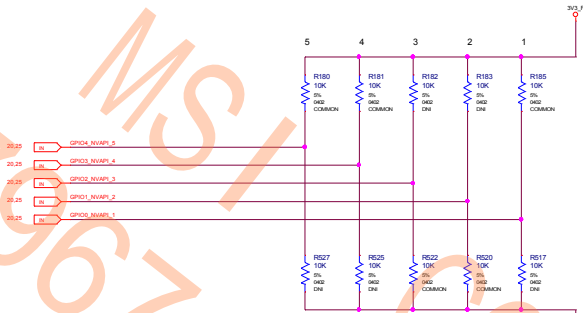 3V3_F
5 4 3 2 1
R180 R181 R182 R183 R185
10K 10K 10K 10K 10K
5% 5% 5% 5% 5%
0402 0402 0402 0402 0402
COMMON COMMON DNI DNI COMMON
20,25 IN GPIO4_NVAPI_5
20,25 IN GPIO3_NVAPI_4
20,25 IN GPIO2_NVAPI_3
20,25 IN GPIO1_NVAPI_2
20,25 IN GPIO0_NVAPI_1
R527 R525 R522 R520 R517
10K 10K 10K 10K 10K
5% 5% 5% 5% 5%
0402 0402 0402 0402 0402
DNI DNI COMMON COMMON DNI
MSI